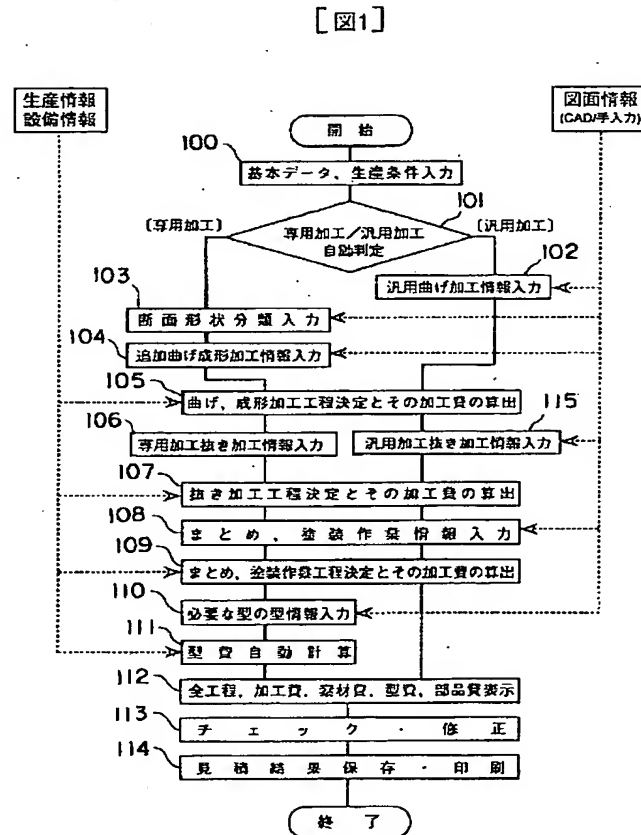 ［図1］
生産情報
設備情報
図面情報
(CAD/手入力)
開始
100
基本データ、生産条件入力
101
［専用加工］
専用加工／汎用加工
自動判定
［汎用加工］
102
汎用曲げ加工情報入力
103
断面形状分類入力
104
追加曲げ成形加工情報入力
105
曲げ、成形加工工程決定とその加工費の算出
106
専用加工抜き加工情報入力
115
汎用加工抜き加工情報入力
107
抜き加工工程決定とその加工費の算出
108
まとめ、塗装作業情報入力
109
まとめ、塗装作業工程決定とその加工費の算出
110
必要な型の型情報入力
111
型費自動計算
112
全工程、加工費、素材費、型費、部品費表示
113
チェック・修正
114
見積結果保存・印刷
終了